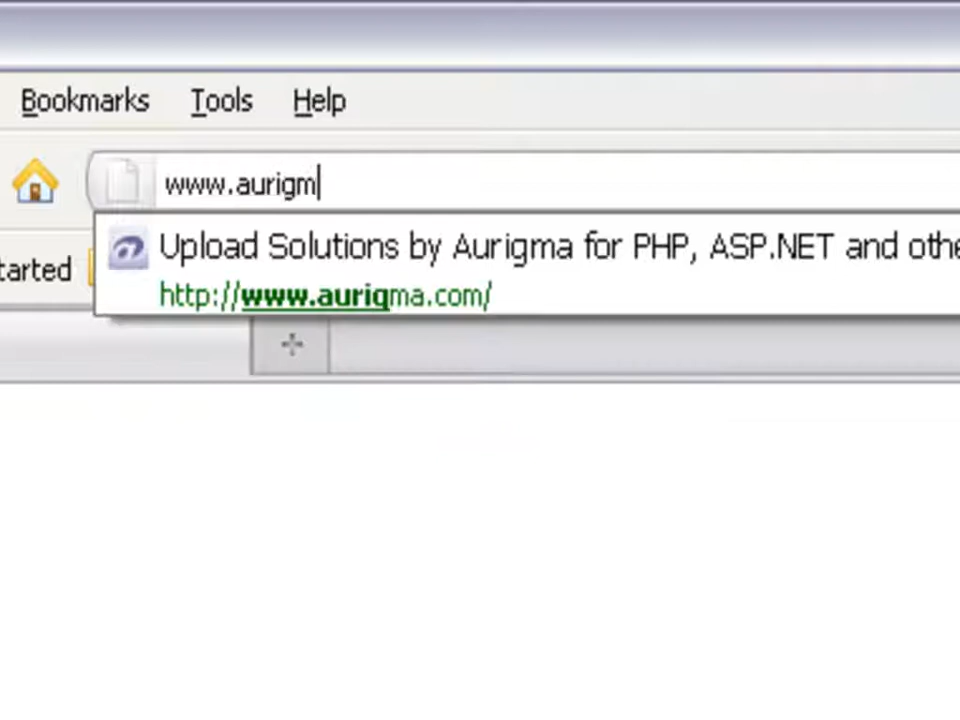 Bookmarks Tools Help
www.aurigm
Upload Solutions by Aurigma for PHP, ASP.NET and othe
http://www.aurigma.com/
tarted